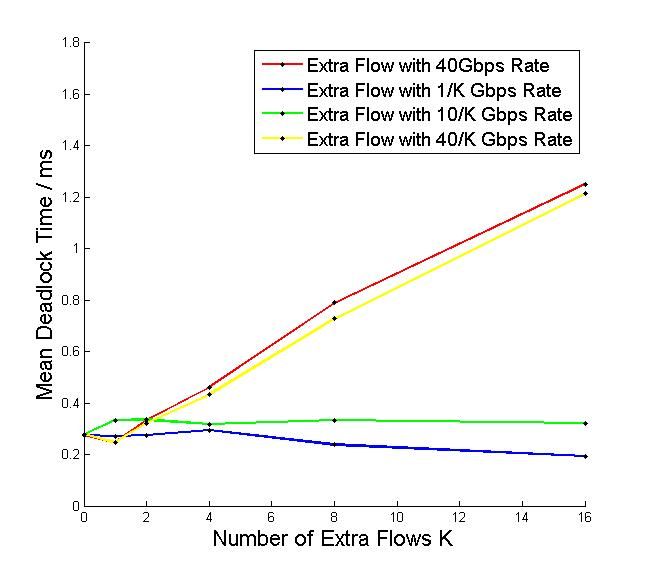 1.8
1.6
1.4
1.2
1
0.8
0.6
0.4
0.2
0
Mean Deadlock Time / ms
Extra Flow with 40Gbps Rate
Extra Flow with 1/K Gbps Rate
Extra Flow with 10/K Gbps Rate
Extra Flow with 40/K Gbps Rate
0 2 4 6 8 10 12 14 16
Number of Extra Flows K